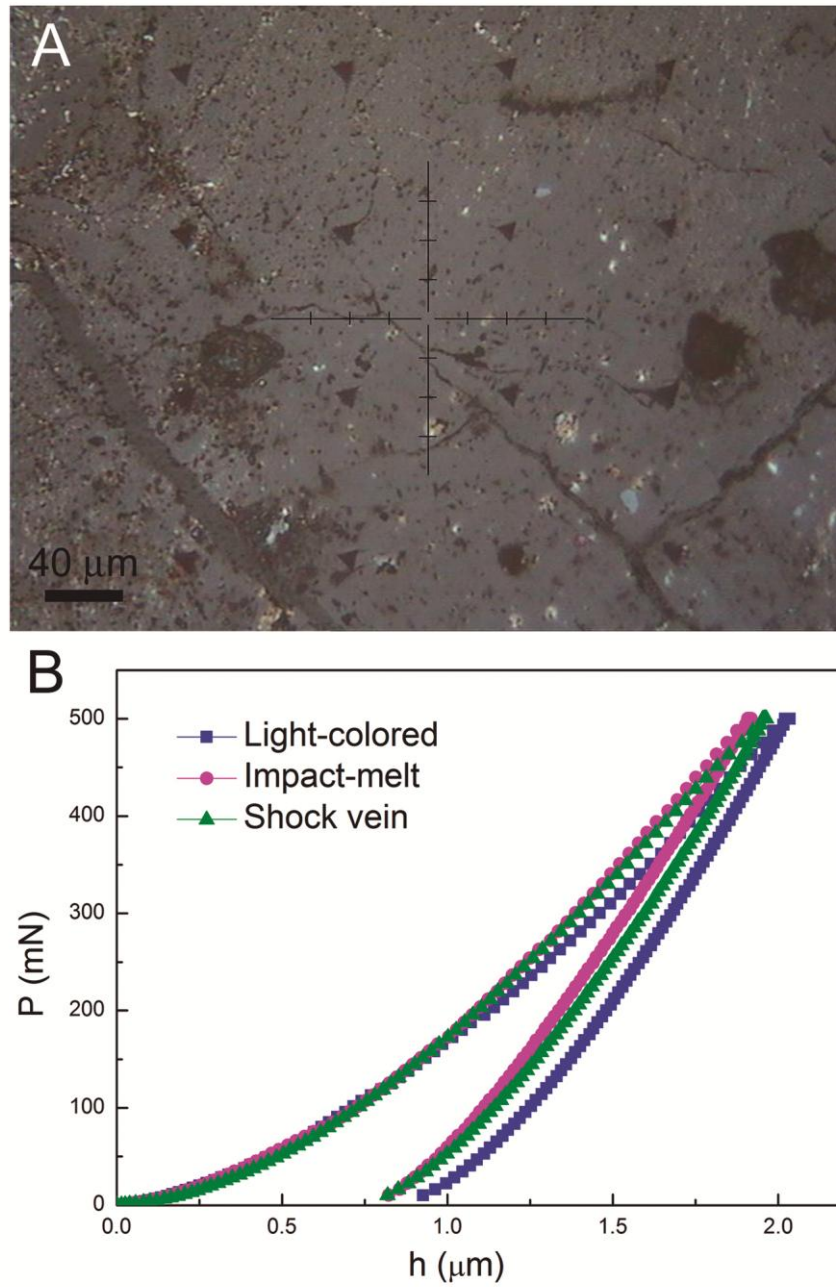 A
40 μm
B
500
400
300
200
100
0
Light-colored
Impact-melt
Shock vein
P (mN)
0.0
0.5
1.0
1.5
2.0
h (μm)